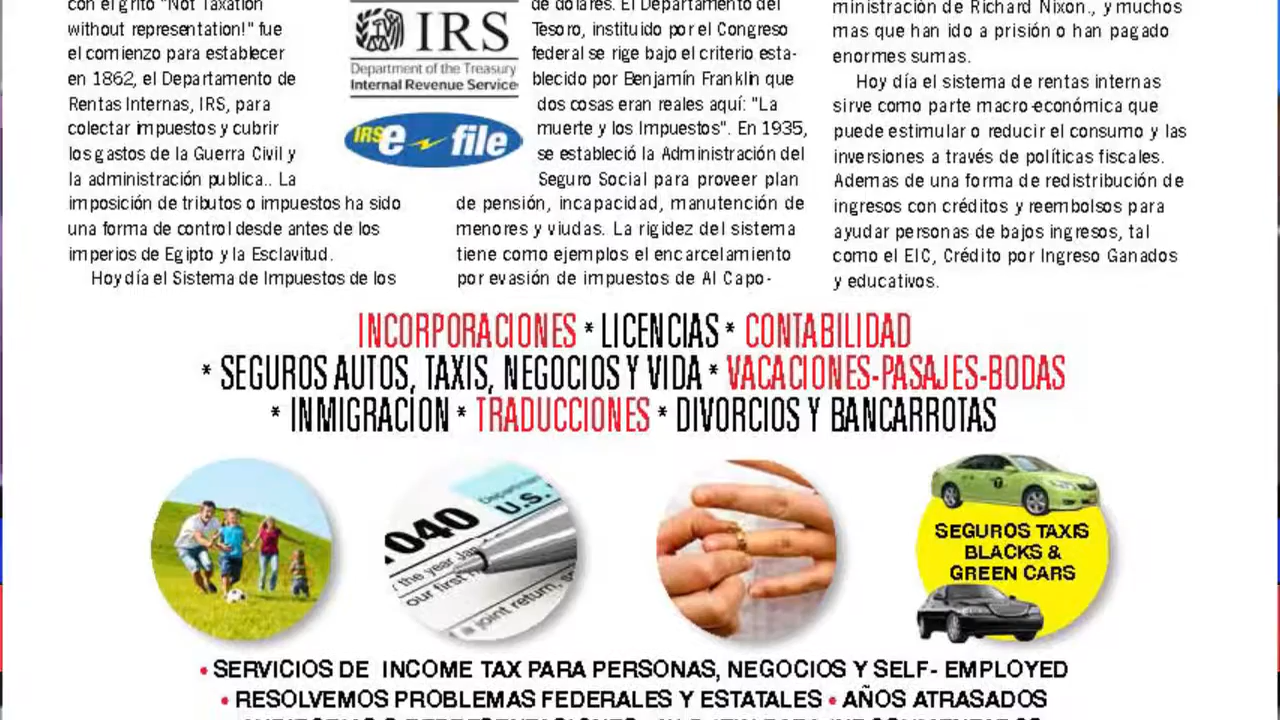 con el grito "Not Taxation
without representation!" fue
el comienzo para establecer
en 1862, el Departamento de
Rentas Internas, IRS, para
colectar impuestos y cubrir
los gastos de la Guerra Civil y
la administración publica.. La
imposición de tributos o impuestos ha sido
una forma de control desde antes de los
imperios de Egipto y la Esclavitud.
Hoy día el Sistema de Impuestos de los
IRS
Department of the Treasury
Internal Revenue Service
IRS e file
de dolares. El Departamento del
Tesoro, instituido por el Congreso
federal se rige bajo el criterio esta-
blecido por Benjamín Franklin que
dos cosas eran reales aquí: "La
muerte y los Impuestos". En 1935,
se estableció la Administración del
Seguro Social para proveer plan
de pensión, incapacidad, manutención de
menores y viudas. La rigidez del sistema
tiene como ejemplos el encarcelamiento
por evasión de impuestos de Al Capo-
ministración de Richard Nixon., y muchos
mas que han ido a prisión o han pagado
enormes sumas.
Hoy día el sistema de rentas internas
sirve como parte macro-económica que
puede estimular o reducir el consumo y las
inversiones a través de políticas fiscales.
Ademas de una forma de redistribución de
ingresos con créditos y reembolsos para
ayudar personas de bajos ingresos, tal
como el EIC, Crédito por Ingreso Ganados
y educativos.
INCORPORACIONES * LICENCIAS * CONTABILIDAD
* SEGUROS AUTOS, TAXIS, NEGOCIOS Y VIDA * VACACIONES-PASAJES-BODAS
* INMIGRACION * TRADUCCIONES * DIVORCIOS Y BANCARROTAS
1040
U.S.
the year Jan
our first
a joint return, s
SEGUROS TAXIS
BLACKS &
GREEN CARS
• SERVICIOS DE INCOME TAX PARA PERSONAS, NEGOCIOS Y SELF- EMPLOYED
• RESOLVEMOS PROBLEMAS FEDERALES Y ESTATALES • AÑOS ATRASADOS